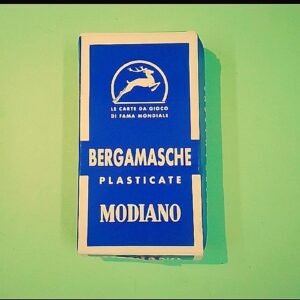 LE CARTE DA GIOCO
DI FAMA MONDIALE
BERGAMASCHE
PLASTICATE
MODIANO